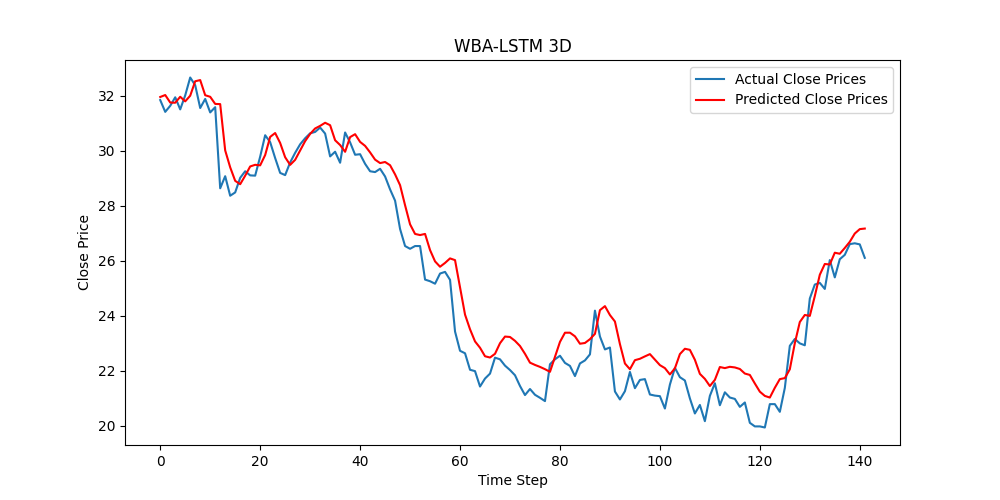 WBA-LSTM 3D
Actual Close Prices
Predicted Close Prices
Close Price
32
30
28
26
24
22
20
0 20 40 60 80 100 120 140
Time Step